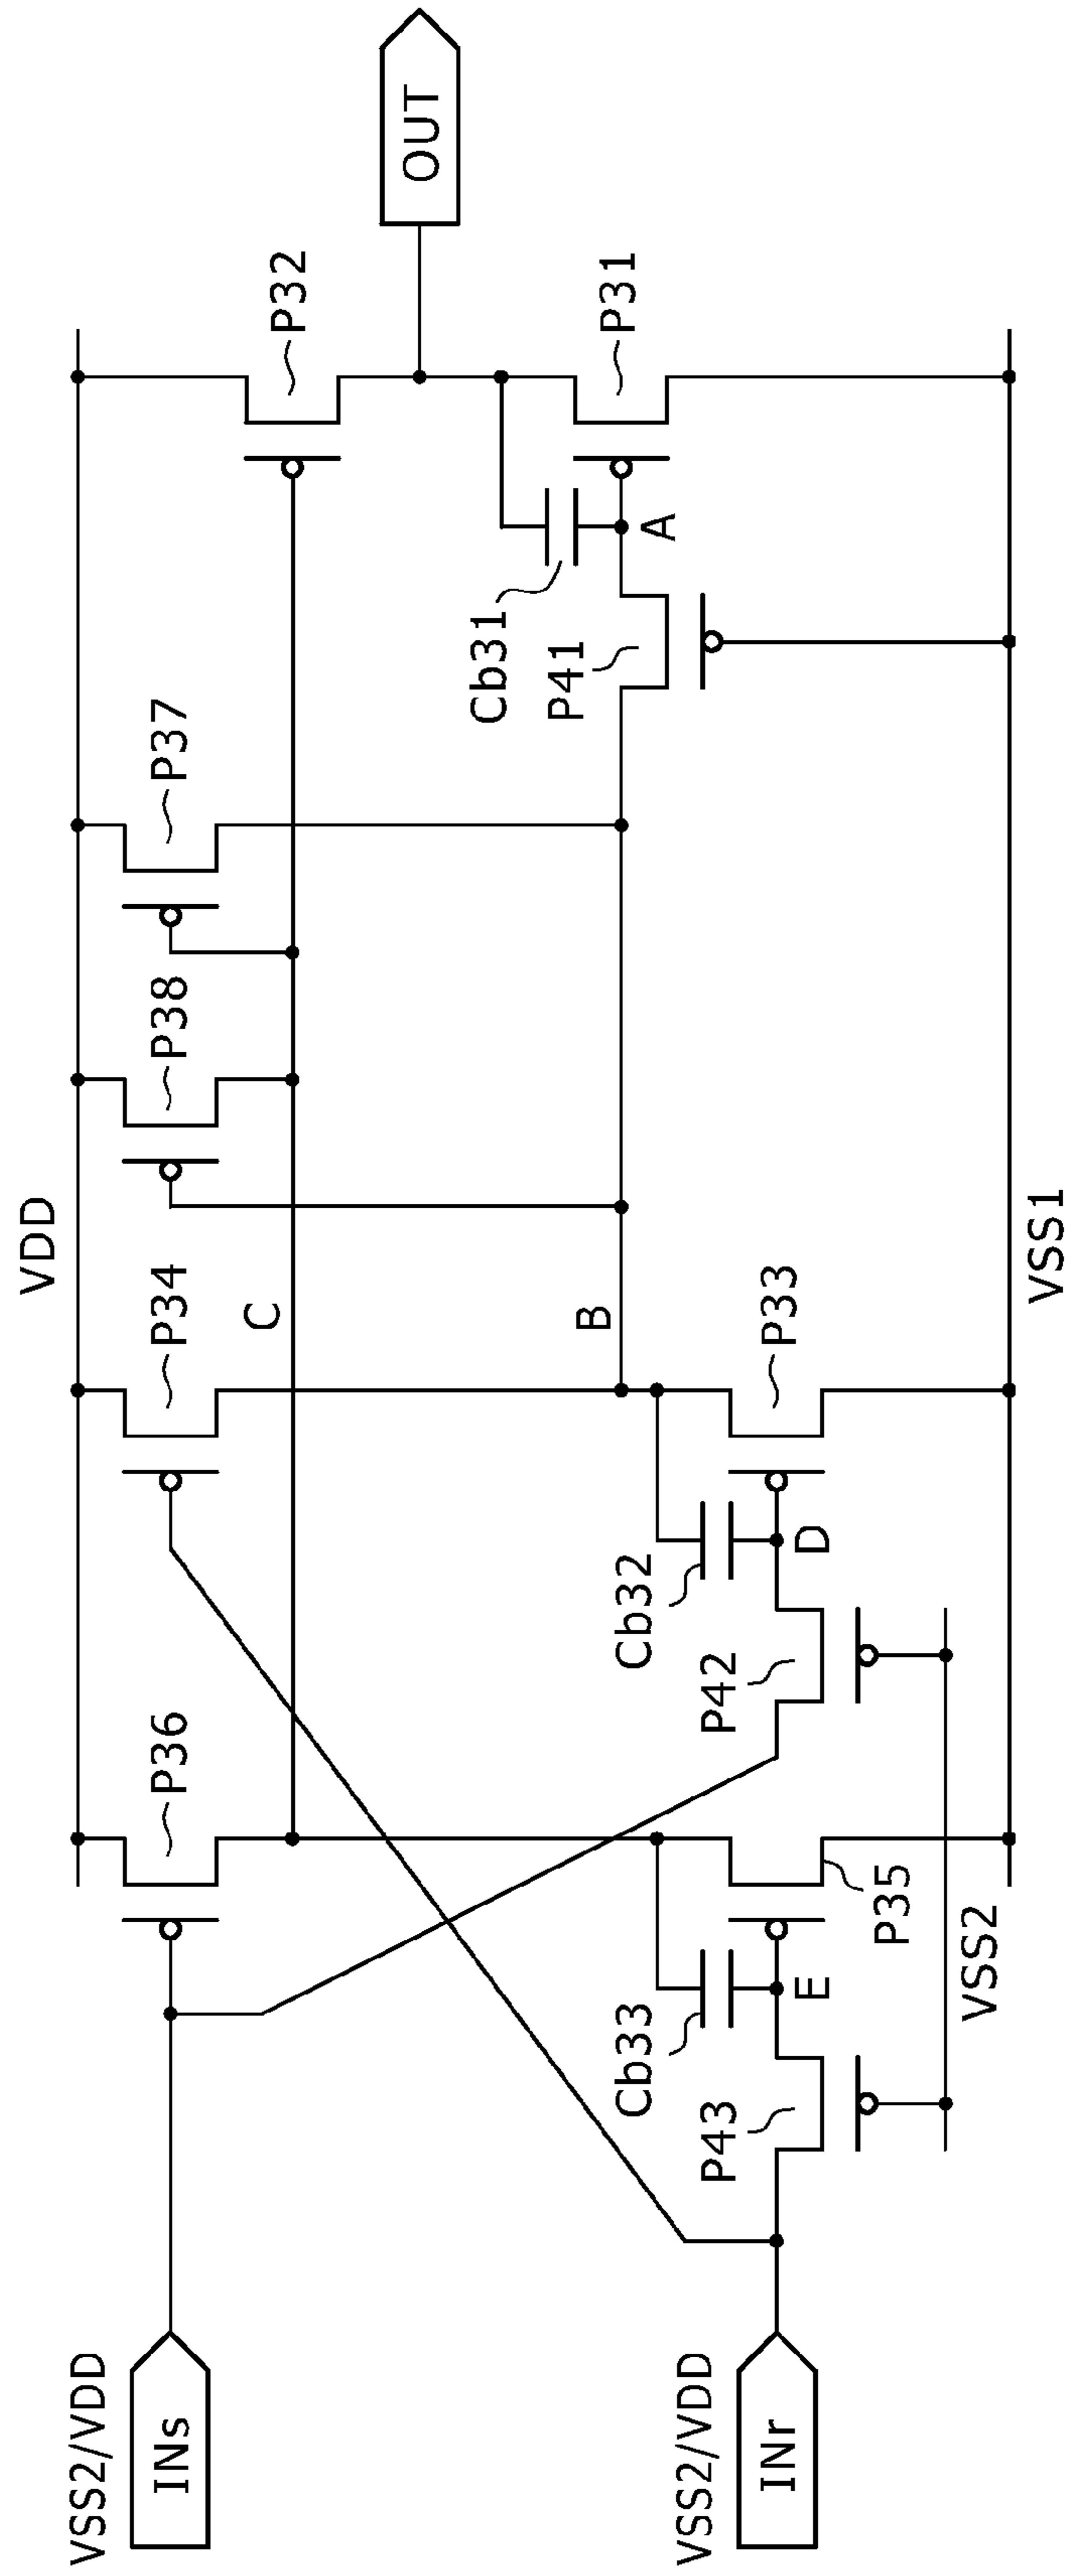 VDD
P36
P34
P38
P37
P32
C
OUT
Cb31
A
P41
P31
B
Cb33
P43
E
P35
Cb32
P42
D
P33
VSS2
VSS1
VSS2/VDD
INs
VSS2/VDD
INr